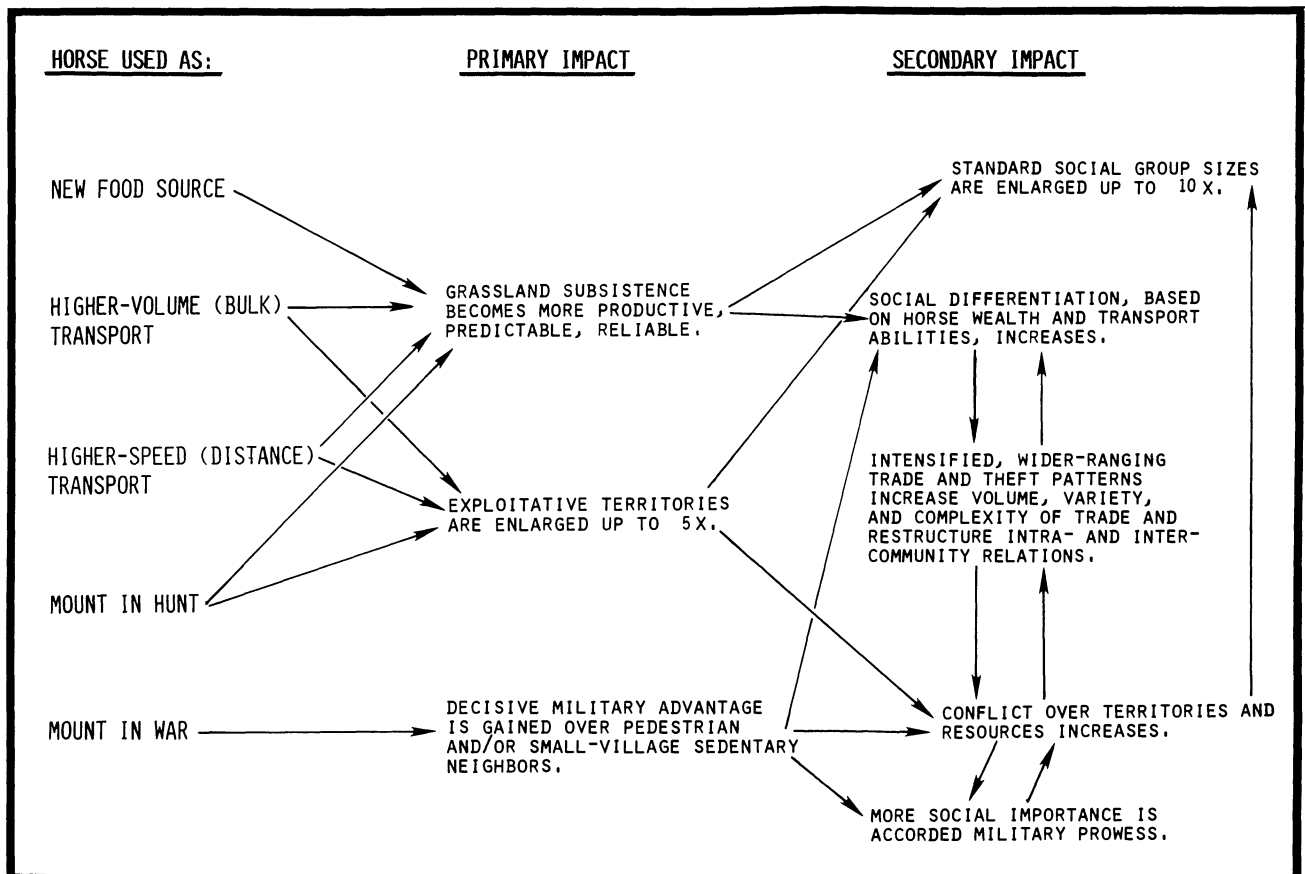 HORSE USED AS:
PRIMARY IMPACT
SECONDARY IMPACT
NEW FOOD SOURCE
HIGHER-VOLUME (BULK)
TRANSPORT
HIGHER-SPEED (DISTANCE)
TRANSPORT
MOUNT IN HUNT
MOUNT IN WAR
GRASSLAND SUBSISTENCE
BECOMES MORE PRODUCTIVE,
PREDICTABLE, RELIABLE.
EXPLOITATIVE TERRITORIES
ARE ENLARGED UP TO 5X.
DECISIVE MILITARY ADVANTAGE
IS GAINED OVER PEDESTRIAN
AND/OR SMALL-VILLAGE SEDENTARY
NEIGHBORS.
STANDARD SOCIAL GROUP SIZES
ARE ENLARGED UP TO 10X.
SOCIAL DIFFERENTIATION, BASED
ON HORSE WEALTH AND TRANSPORT
ABILITIES, INCREASES.
INTENSIFIED, WIDER-RANGING
TRADE AND THEFT PATTERNS
INCREASE VOLUME, VARIETY,
AND COMPLEXITY OF TRADE AND
RESTRUCTURE INTRA- AND INTER-
COMMUNITY RELATIONS.
CONFLICT OVER TERRITORIES AND
RESOURCES INCREASES.
MORE SOCIAL IMPORTANCE IS
ACCORDED MILITARY PROWESS.